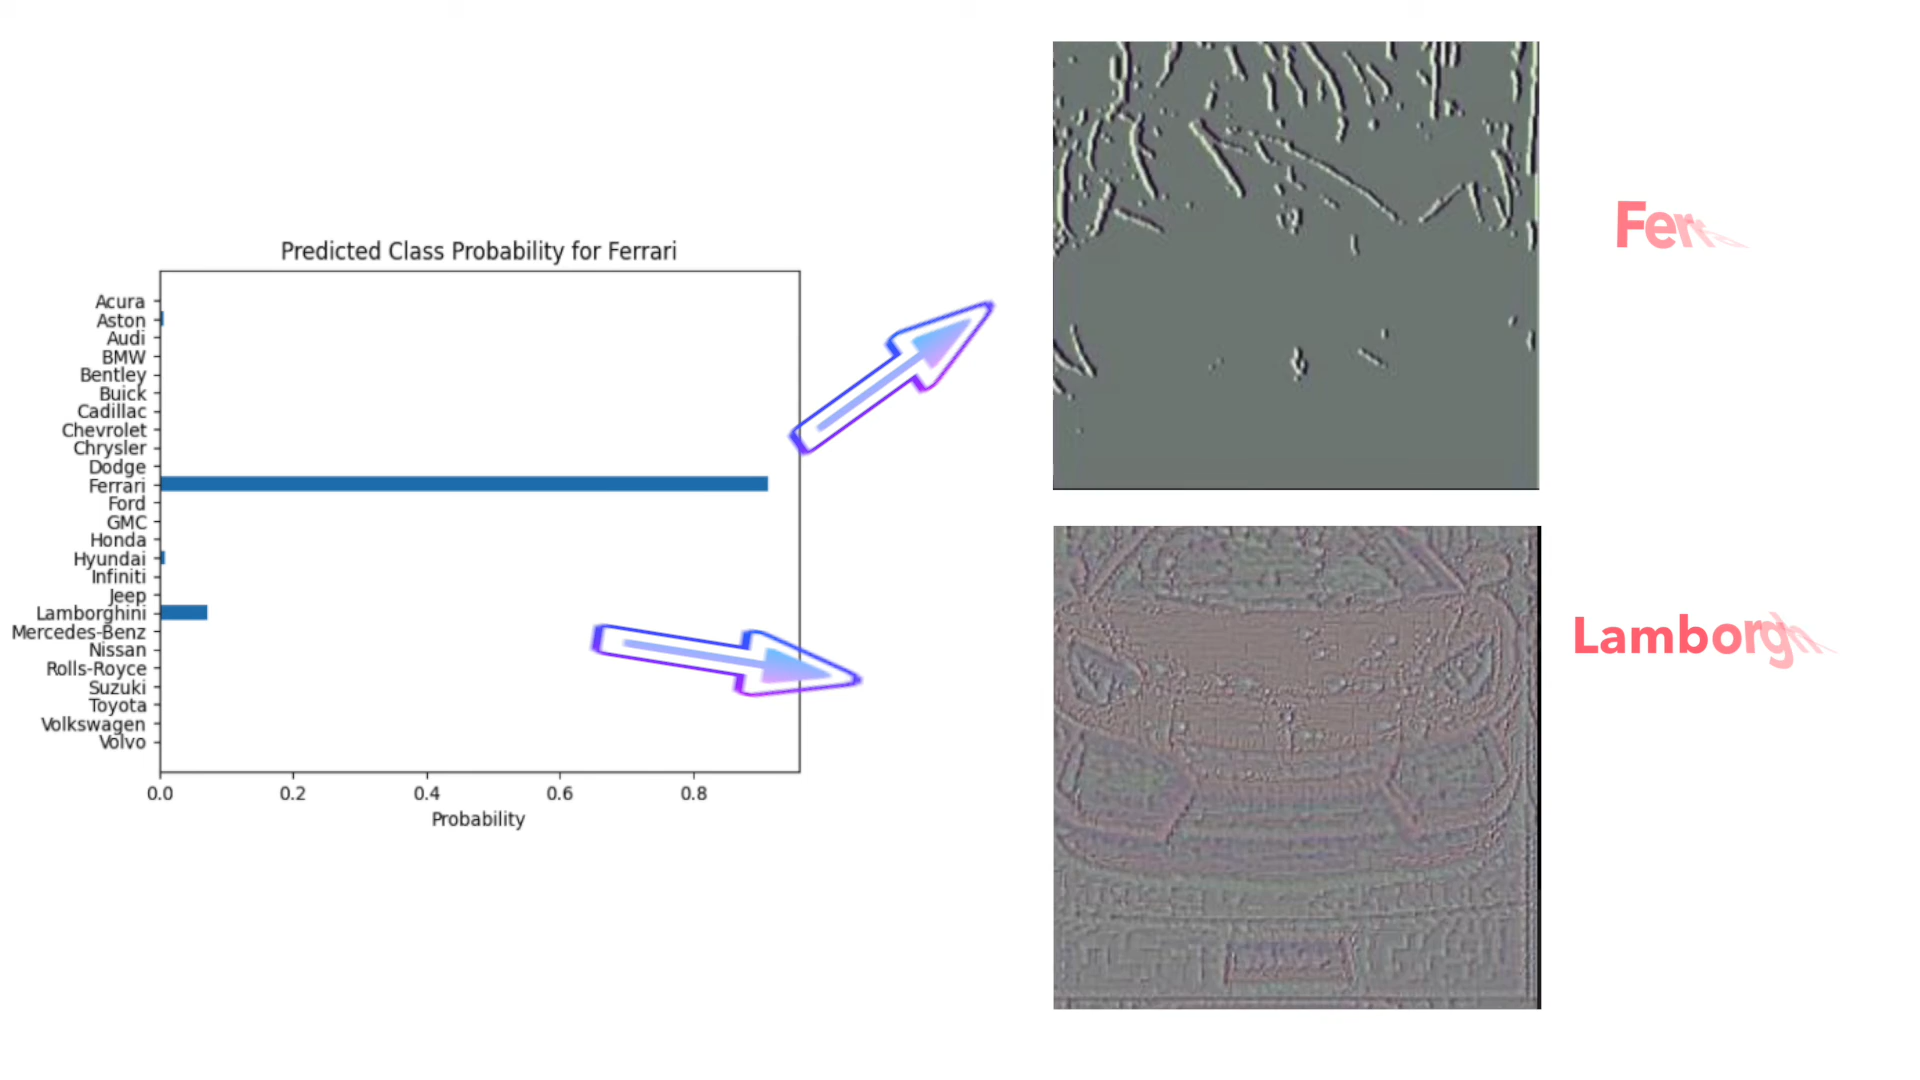 Predicted Class Probability for Ferrari
Acura
Aston
Audi
BMW
Bentley
Buick
Cadillac
Chevrolet
Chrysler
Dodge
Ferrari
Ford
GMC
Honda
Hyundai
Infiniti
Jeep
Lamborghini
Mercedes-Benz
Nissan
Rolls-Royce
Suzuki
Toyota
Volkswagen
Volvo
0.0 0.2 0.4 0.6 0.8
Probability